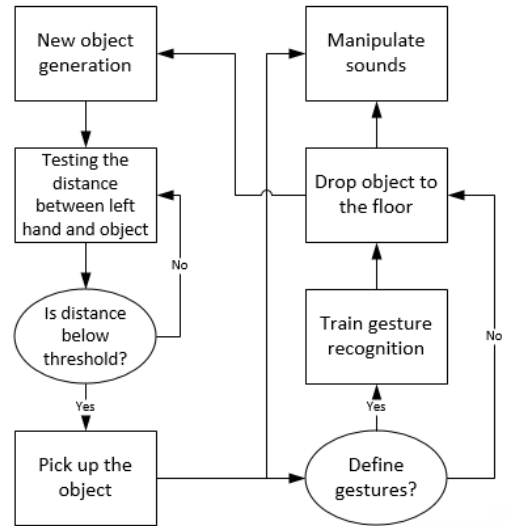 New object
generation
Testing the
distance
between left
hand and object
No
Is distance
below
threshold?
Yes
Pick up the
object
Manipulate
sounds
Drop object to
the floor
Train gesture
recognition
No
Yes
Define
gestures?